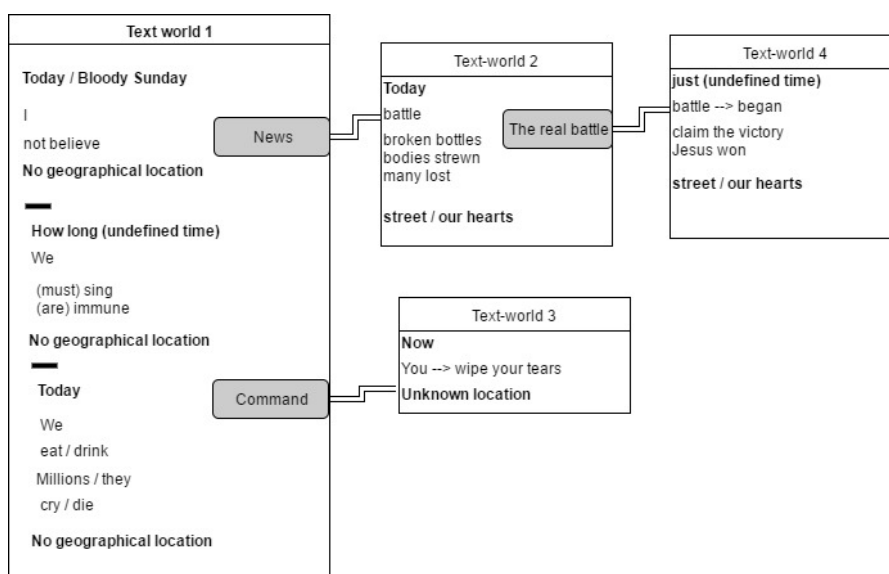 Text world 1
Today / Bloody Sunday
I
not believe
No geographical location
How long (undefined time)
We
(must) sing
(are) immune
No geographical location
Today
We
eat / drink
Millions / they
cry / die
No geographical location
News
Command
Text-world 2
Today
battle
broken bottles
bodies strewn
many lost
street / our hearts
The real battle
Text-world 3
Now
You --> wipe your tears
Unknown location
Text-world 4
just (undefined time)
battle --> began
claim the victory
Jesus won
street / our hearts